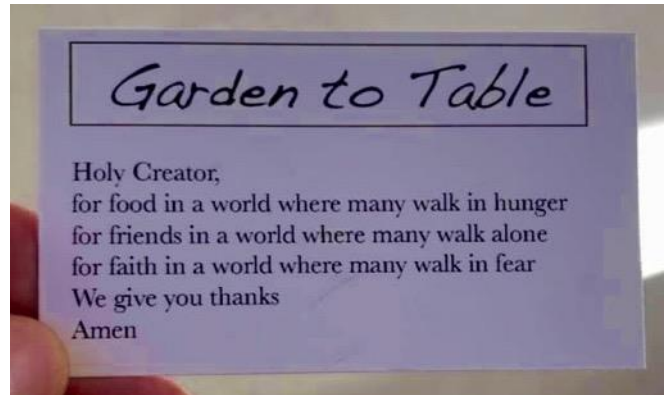 Garden to Table
Holy Creator,
for food in a world where many walk in hunger
for friends in a world where many walk alone
for faith in a world where many walk in fear
We give you thanks
Amen